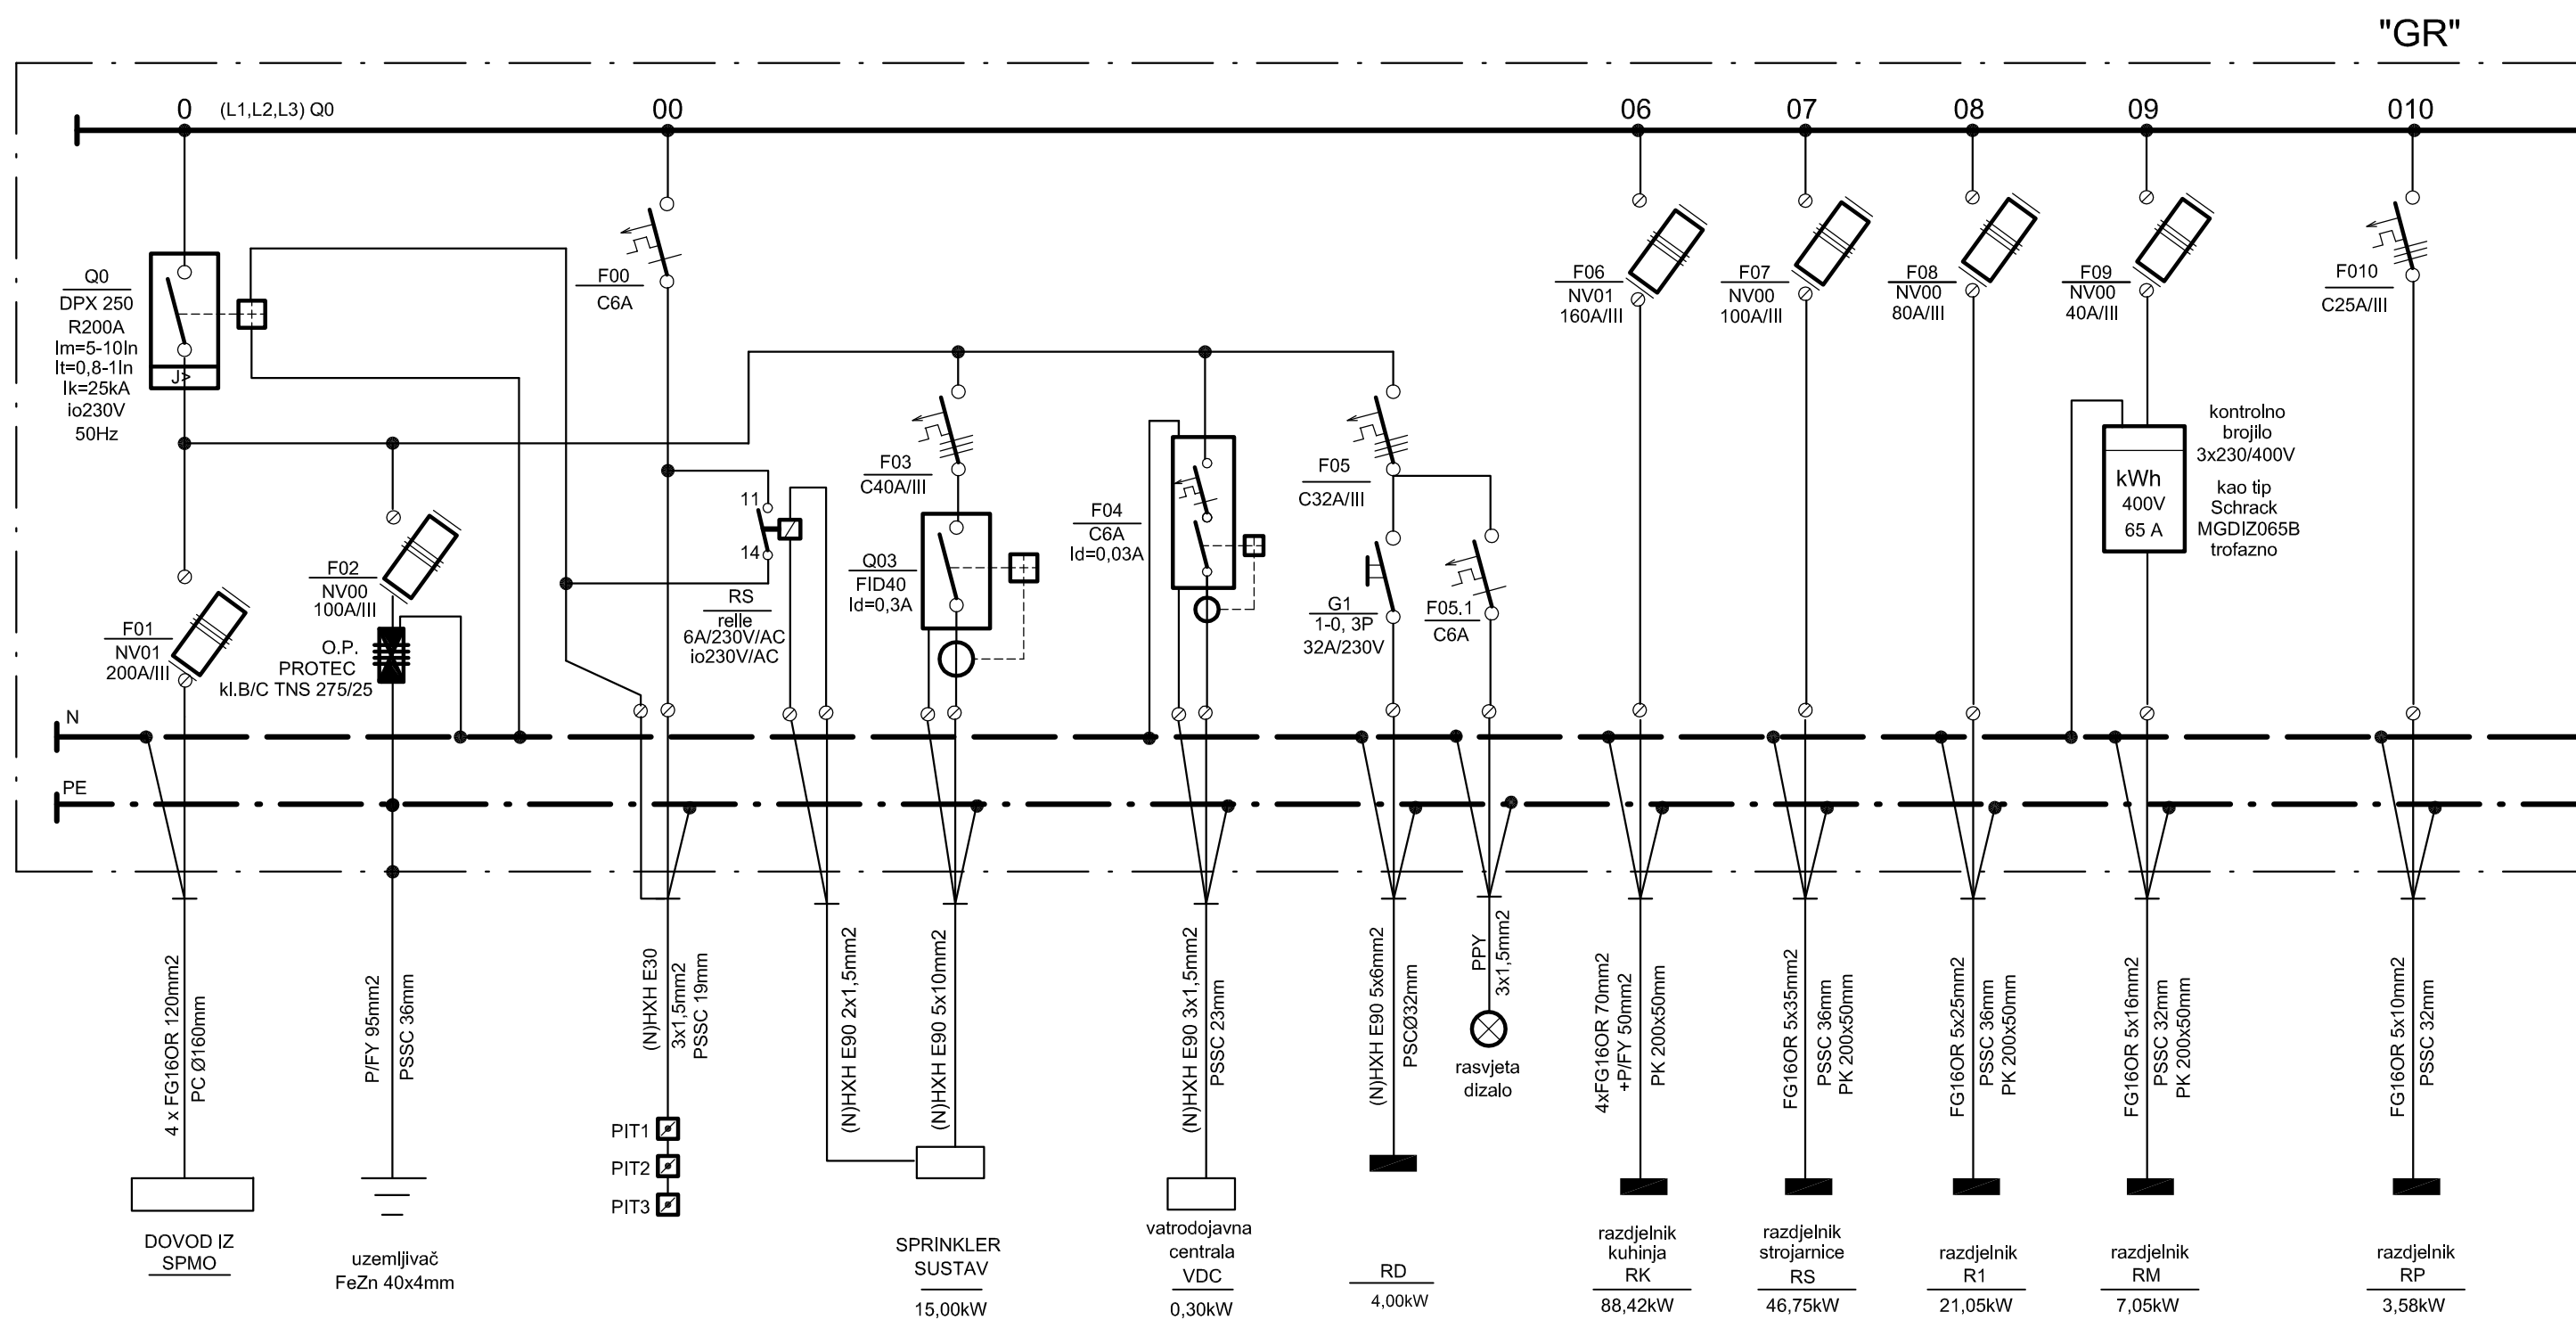 "GR"
0
(L1,L2,L3) Q0
00
06
07
08
09
010
Q0
DPX 250
R200A
Im=5-10In
It=0,8-1In
Ik=25kA
io230V
50Hz
J>
F00
C6A
F06
NV01
160A/III
F07
NV00
100A/III
F08
NV00
80A/III
F09
NV00
40A/III
F010
C25A/III
kontrolno
brojilo
3x230/400V
kao tip
Schrack
MGDIZ065B
trofazno
kWh
400V
65 A
F03
C40A/III
F04
C6A
Id=0,03A
F05
C32A/III
11
14
Q03
FID40
Id=0,3A
RS
relle
6A/230V/AC
io230V/AC
G1
1-0, 3P
32A/230V
F05.1
C6A
F02
NV00
100A/III
F01
NV01
200A/III
O.P.
PROTEC
kl.B/C TNS 275/25
N
PE
4 x FG16OR 120mm2
PC Ø160mm
P/FY 95mm2
PSSC 36mm
(N)HXH E30
3x1,5mm2
PSSC 19mm
(N)HXH E90 2x1,5mm2
(N)HXH E90 5x10mm2
(N)HXH E90 3x1,5mm2
PSSC 23mm
(N)HXH E90 5x6mm2
PSCØ32mm
PPY
3x1,5mm2
4xFG16OR 70mm2
+P/FY 50mm2
PK 200x50mm
FG16OR 5x35mm2
PSSC 36mm
PK 200x50mm
FG16OR 5x25mm2
PSSC 36mm
PK 200x50mm
FG16OR 5x16mm2
PSSC 32mm
PK 200x50mm
FG16OR 5x10mm2
PSSC 32mm
rasvjeta
dizalo
PIT1
PIT2
PIT3
DOVOD IZ
SPMO
uzemljivač
FeZn 40x4mm
SPRINKLER
SUSTAV
15,00kW
vatrodojavna
centrala
VDC
0,30kW
RD
4,00kW
razdjelnik
kuhinja
RK
88,42kW
razdjelnik
strojarnice
RS
46,75kW
razdjelnik
R1
21,05kW
razdjelnik
RM
7,05kW
razdjelnik
RP
3,58kW